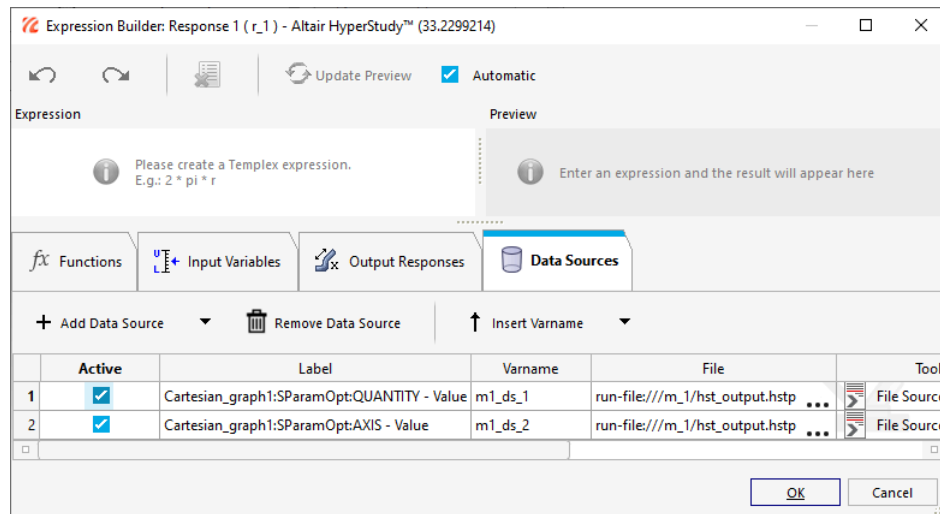 Expression Builder: Response 1 ( r_1 ) - Altair HyperStudy™ (33.2299214)
Update Preview Automatic
Expression Preview
Please create a Templex expression.
E.g.: 2 * pi * r
Enter an expression and the result will appear here
fx Functions Input Variables Output Responses Data Sources
+ Add Data Source Remove Data Source Insert Varname
Active Label Varname File Tool
1 Cartesian_graph1:SParamOpt:QUANTITY - Value m1_ds_1 run-file:///m_1/hst_output.hstp ... File Source
2 Cartesian_graph1:SParamOpt:AXIS - Value m1_ds_2 run-file:///m_1/hst_output.hstp ... File Source
OK Cancel